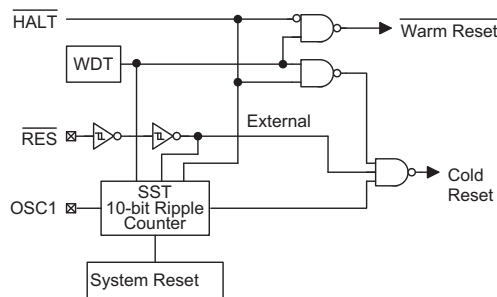 HALT
Warm Reset
WDT
External
RES
Cold
Reset
SST
10-bit Ripple
Counter
OSC1
System Reset